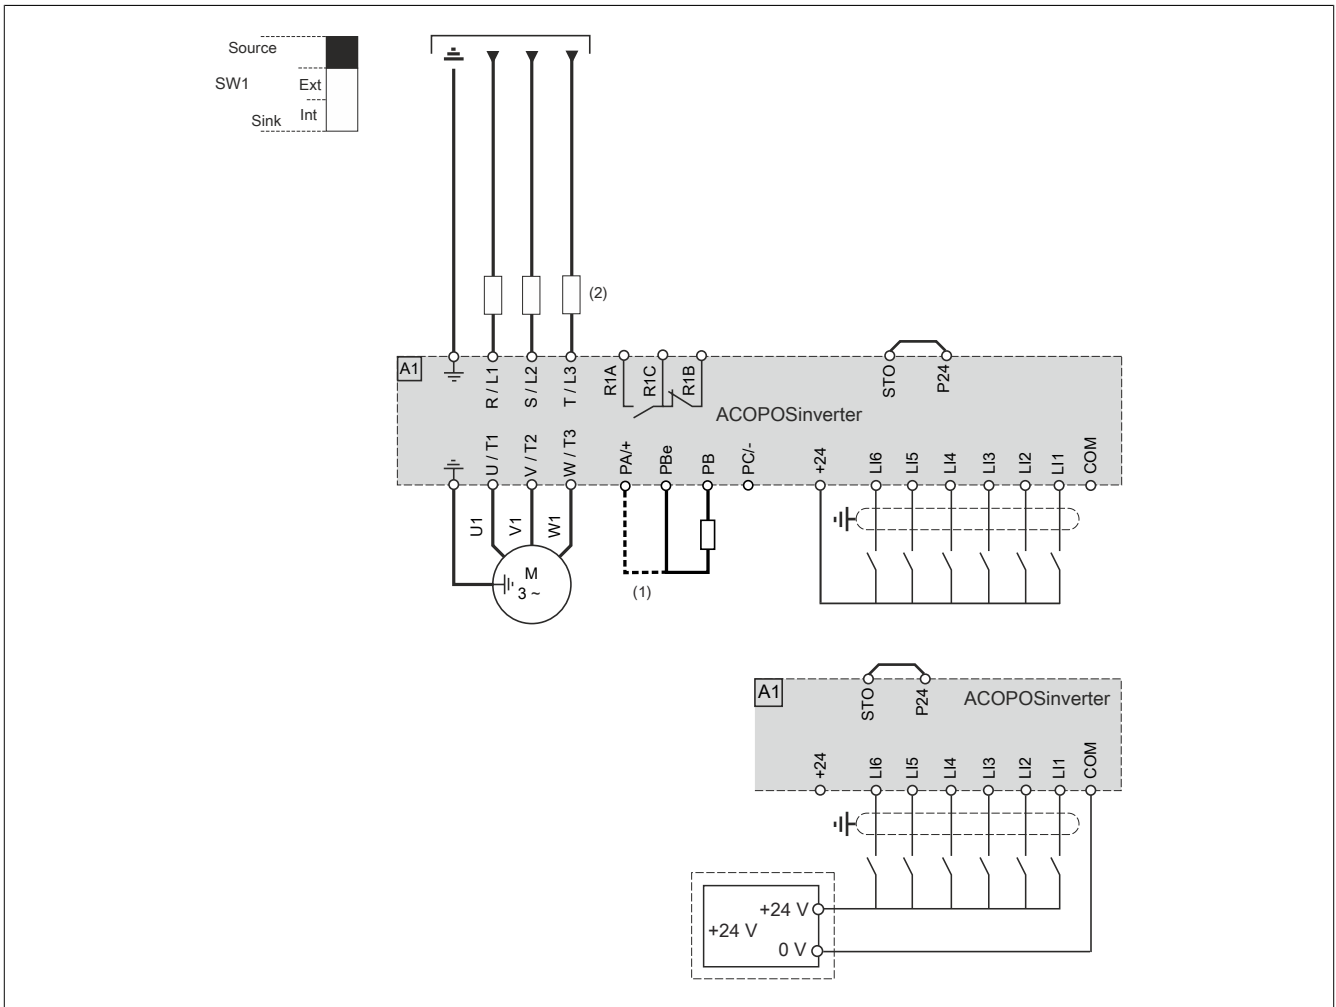 Source
SW1
Ext
Int
Sink
(2)
A1
R / L1
S / L2
T / L3
R1A
R1C
R1B
STO
P24
ACOPOSinverter
U / T1
V / T2
W / T3
PA/+
PBe
PB
PC/-
+24
LI6
LI5
LI4
LI3
LI2
LI1
COM
U1
V1
W1
M
3 ~
(1)
A1
STO
P24
ACOPOSinverter
+24
LI6
LI5
LI4
LI3
LI2
LI1
COM
+24 V
+24 V
0 V